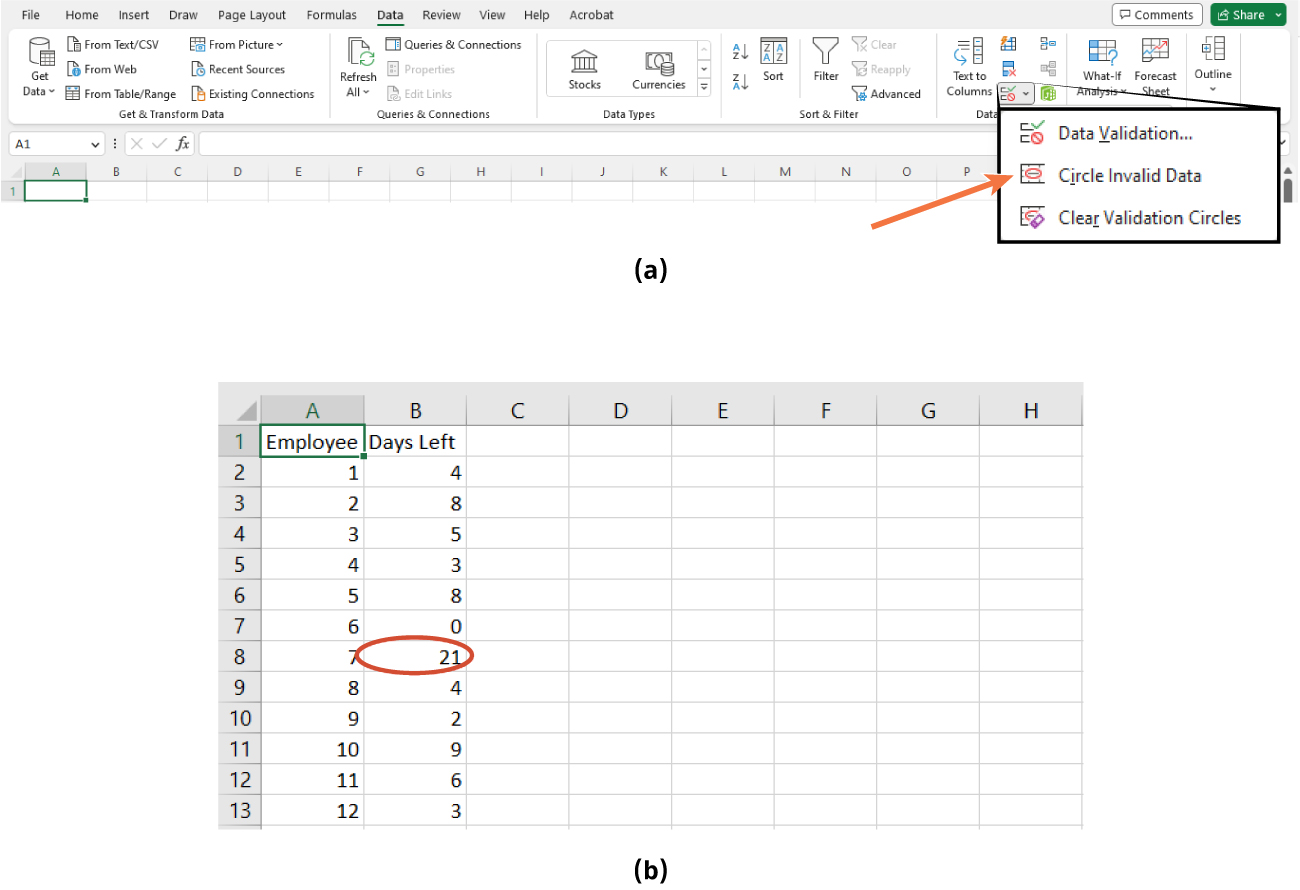 File Home Insert Draw Page Layout Formulas Data Review View Help Acrobat Comments Share
From Text/CSV From Picture Queries & Connections Clear
From Web Recent Sources Properties Reapply
From Table/Range Existing Connections Edit Links Advanced
Get Data Refresh All Stocks Currencies Sort Filter Text to Columns What-If Analysis Forecast Sheet Outline
Get & Transform Data Queries & Connections Data Types Sort & Filter Data
A1 fx
A B C D E F G H I J K L M N O P
1
Data Validation...
Circle Invalid Data
Clear Validation Circles
(a)
A B C D E F G H
1 Employee Days Left
2 1 4
3 2 8
4 3 5
5 4 3
6 5 8
7 6 0
8 7 21
9 8 4
10 9 2
11 10 9
12 11 6
13 12 3
(b)